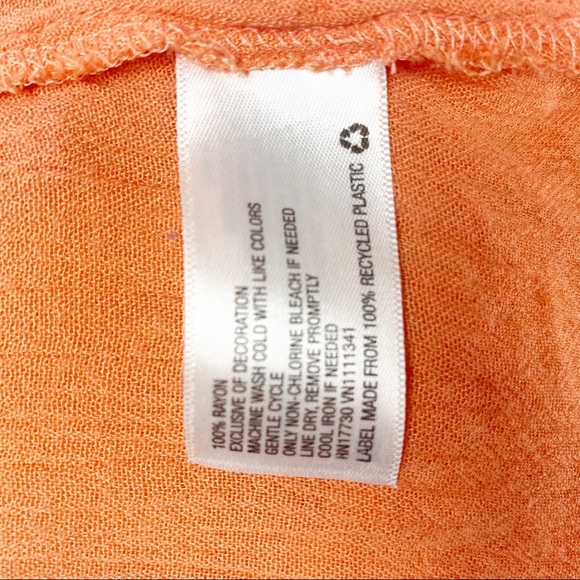 100% RAYON
EXCLUSIVE OF DECORATION
MACHINE WASH COLD WITH LIKE COLORS
GENTLE CYCLE
ONLY NON-CHLORINE BLEACH IF NEEDED
LINE DRY, REMOVE PROMPTLY
COOL IRON IF NEEDED
RN17730 VN1111341
LABEL MADE FROM 100% RECYCLED PLASTIC